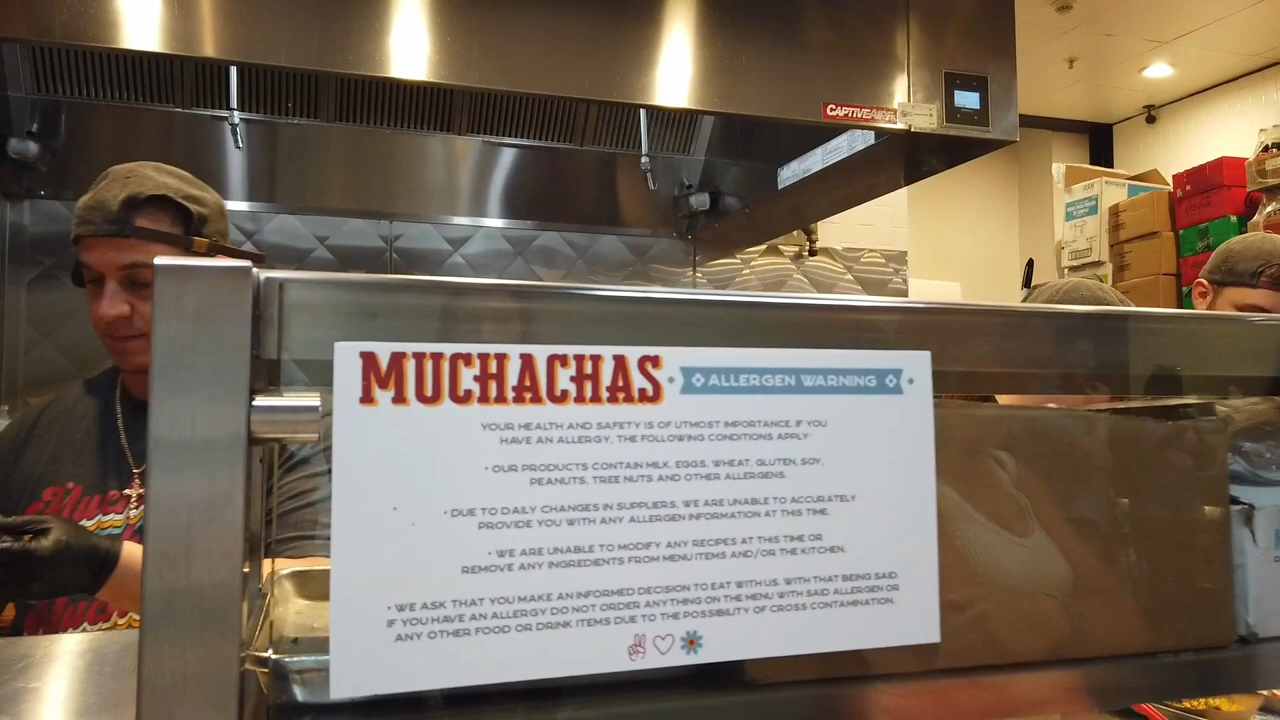 CAPTIVEAIRE
Coca-Cola
MUCHACHAS
ALLERGEN WARNING
YOUR HEALTH AND SAFETY IS OF UTMOST IMPORTANCE. IF YOU
HAVE AN ALLERGY, THE FOLLOWING CONDITIONS APPLY:
• OUR PRODUCTS CONTAIN MILK, EGGS, WHEAT, GLUTEN, SOY,
PEANUTS, TREE NUTS AND OTHER ALLERGENS.
• DUE TO DAILY CHANGES IN SUPPLIERS, WE ARE UNABLE TO ACCURATELY
PROVIDE YOU WITH ANY ALLERGEN INFORMATION AT THIS TIME.
• WE ARE UNABLE TO MODIFY ANY RECIPES AT THIS TIME OR
REMOVE ANY INGREDIENTS FROM MENU ITEMS AND/OR THE KITCHEN.
• WE ASK THAT YOU MAKE AN INFORMED DECISION TO EAT WITH US. WITH THAT BEING SAID,
IF YOU HAVE AN ALLERGY DO NOT ORDER ANYTHING ON THE MENU WITH SAID ALLERGEN OR
ANY OTHER FOOD OR DRINK ITEMS DUE TO THE POSSIBILITY OF CROSS CONTAMINATION.